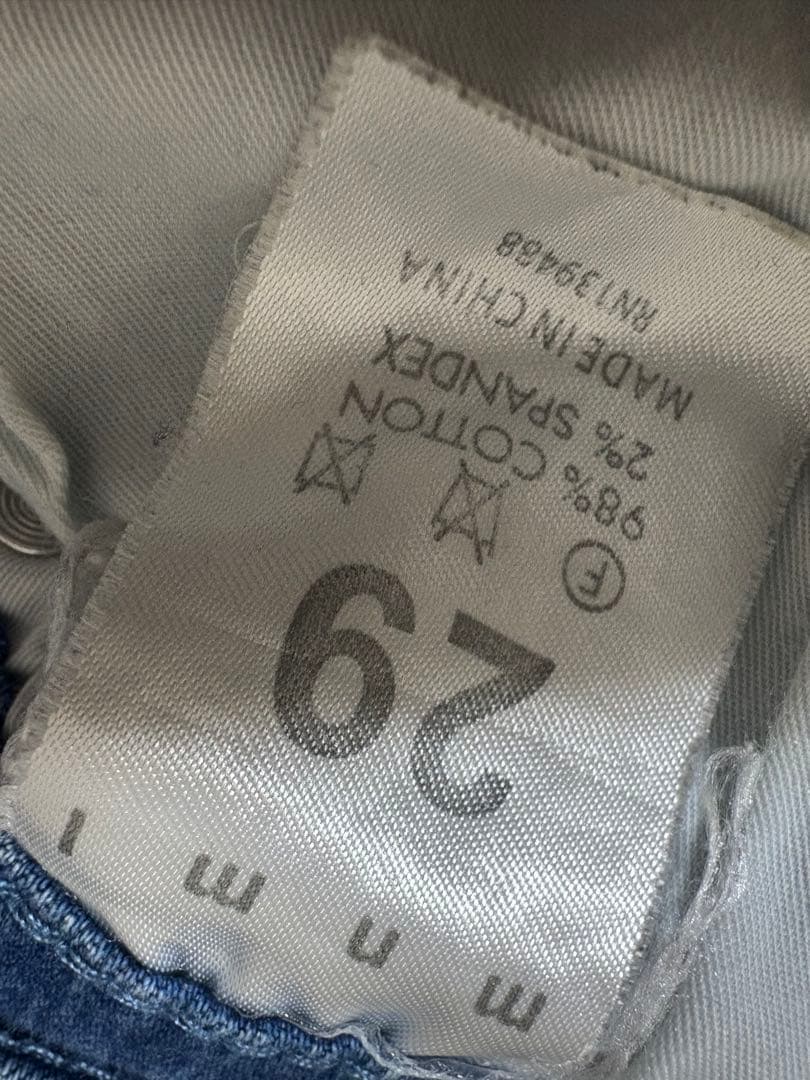 29
F
98% COTTON
2% SPANDEX
MADE IN CHINA
RN139468